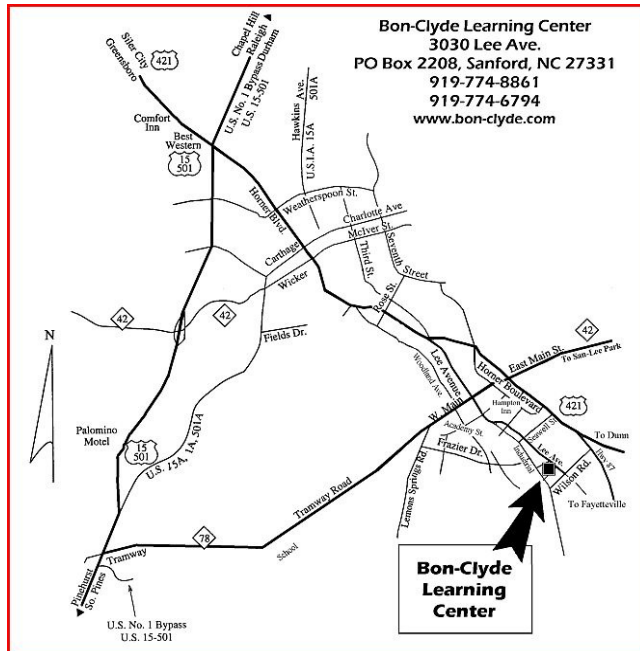 Bon-Clyde Learning Center
3030 Lee Ave.
PO Box 2208, Sanford, NC 27331
919-774-8861
919-774-6794
www.bon-clyde.com
Siler City
Greensboro
421
Chapel Hill
Raleigh
U.S. No. 1 Bypass Durham
U.S. 15-501
Comfort
Inn
Best
Western
15
501
Hawkins Ave.
U.S.I.A. 15A
501A
Horner Blvd.
Weatherspoon St.
Charlotte Ave
McIver St.
Carthage
Wicker
Third St.
Seventh
Street
Rose St.
N
42
42
Fields Dr.
Woodland Ave.
Lee Avenue
Horner Boulevard
East Main St.
42
To San-Lee Park
Hampton
Inn
421
W. Main
Academy St.
Seawell St.
Lee Ave.
To Dunn
Hwy 87
Palomino
Motel
15
501
U.S. 15A, 1A, 501A
Frazier Dr.
Industrial
Wilson Rd.
To Fayetteville
Lemons Springs Rd.
Tramway Road
78
School
Tramway
Pinehurst
So. Pines
U.S. No. 1 Bypass
U.S. 15-501
Bon-Clyde
Learning
Center